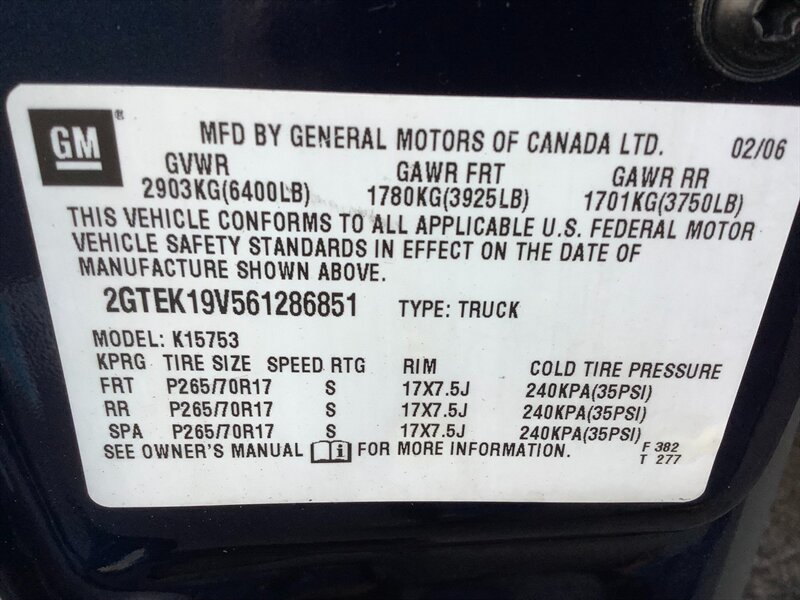 GM®
MFD BY GENERAL MOTORS OF CANADA LTD. 02/06
GVWR GAWR FRT GAWR RR
2903KG(6400LB) 1780KG(3925LB) 1701KG(3750LB)
THIS VEHICLE CONFORMS TO ALL APPLICABLE U.S. FEDERAL MOTOR
VEHICLE SAFETY STANDARDS IN EFFECT ON THE DATE OF
MANUFACTURE SHOWN ABOVE.
2GTEK19V561286851 TYPE: TRUCK
MODEL: K15753
KPRG TIRE SIZE SPEED RTG RIM COLD TIRE PRESSURE
FRT P265/70R17 S 17X7.5J 240KPA(35PSI)
RR P265/70R17 S 17X7.5J 240KPA(35PSI)
SPA P265/70R17 S 17X7.5J 240KPA(35PSI)
SEE OWNER'S MANUAL i FOR MORE INFORMATION. F 382
T 277